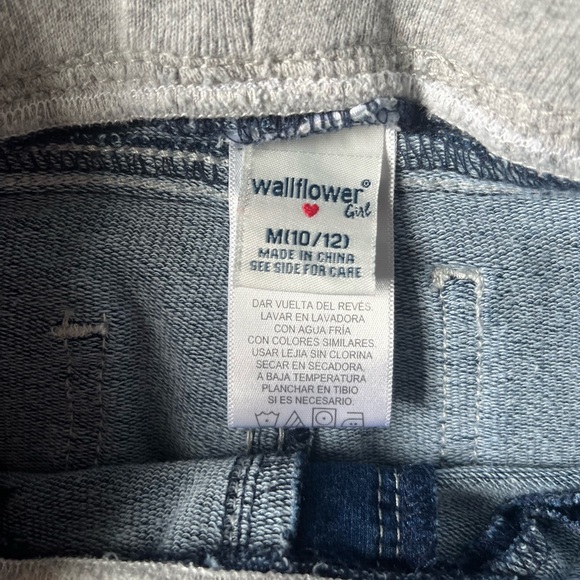 wallflower®
Girl
M(10/12)
MADE IN CHINA
SEE SIDE FOR CARE
DAR VUELTA DEL REVÉS.
LAVAR EN LAVADORA
CON AGUA FRÍA
CON COLORES SIMILARES.
USAR LEJIA SIN CLORINA
SECAR EN SECADORA.
A BAJA TEMPERATURA
PLANCHAR EN TIBIO
SI ES NECESARIO.